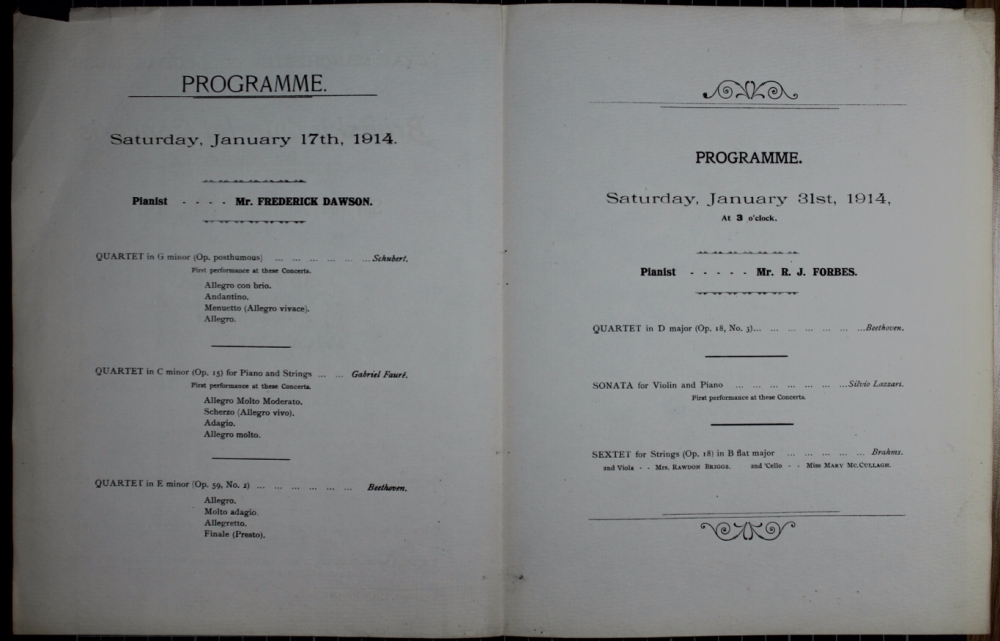 PROGRAMME.
Saturday, January 17th, 1914.
Pianist - - - - Mr. FREDERICK DAWSON.
QUARTET in G minor (Op. posthumous) ... ... ... ... ... ... Schubert.
First performance at these Concerts.
Allegro con brio.
Andantino.
Menuetto (Allegro vivace).
Allegro.
QUARTET in C minor (Op. 15) for Piano and Strings ... ... Gabriel Fauré.
First performance at these Concerts.
Allegro Molto Moderato.
Scherzo (Allegro vivo).
Adagio.
Allegro molto.
QUARTET in E minor (Op. 59, No. 2) ... ... ... ... ... ... Beethoven.
Allegro.
Molto adagio.
Allegretto.
Finale (Presto).
PROGRAMME.
Saturday, January 31st, 1914,
At 3 o'clock.
Pianist - - - - - Mr. R. J. FORBES.
QUARTET in D major (Op. 18, No. 3)... ... ... ... ... ... ...Beethoven.
SONATA for Violin and Piano ... ... ... ... ... ... ...Silvio Lazzari.
First performance at these Concerts.
SEXTET for Strings (Op. 18) in B flat major ... ... ... ... ... Brahms.
2nd Viola - - Mrs. RAWDON BRIGGS. 2nd 'Cello - - Miss MARY MC.CULLAGH.